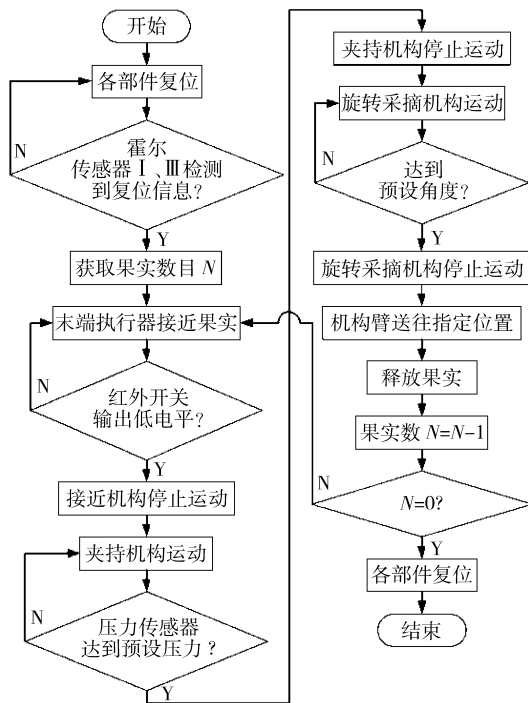 开始
各部件复位
N
霍尔
传感器Ⅰ、Ⅲ检测
到复位信息?
Y
获取果实数目 N
末端执行器接近果实
N
红外开关
输出低电平?
Y
接近机构停止运动
夹持机构运动
N
压力传感器
达到预设压力?
Y
夹持机构停止运动
旋转采摘机构运动
N
达到
预设角度?
Y
旋转采摘机构停止运动
机构臂送往指定位置
释放果实
果实数 N=N-1
N
N=0?
Y
各部件复位
结束